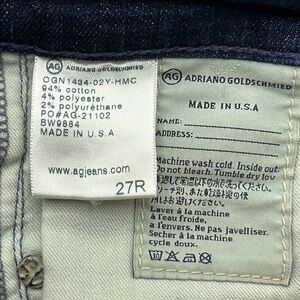 AG ADRIANO GOLDSCHMIED
OGN1434-02Y-HMC
94% cotton
4% polyester
2% polyuréthane
PO#AG-21102
BW9884
MADE IN U.S.A
www.agjeans.com
27R
AG ADRIANO GOLDSCHMIED
MADE IN U.S.A
NAME:
ADDRESS:
Machine wash cold. Inside out.
Do not bleach. Tumble dry low
Laver à la machine
à l'eau froide,
à l'envers. Ne pas javelliser.
Sèche à la machine
cycle doux.